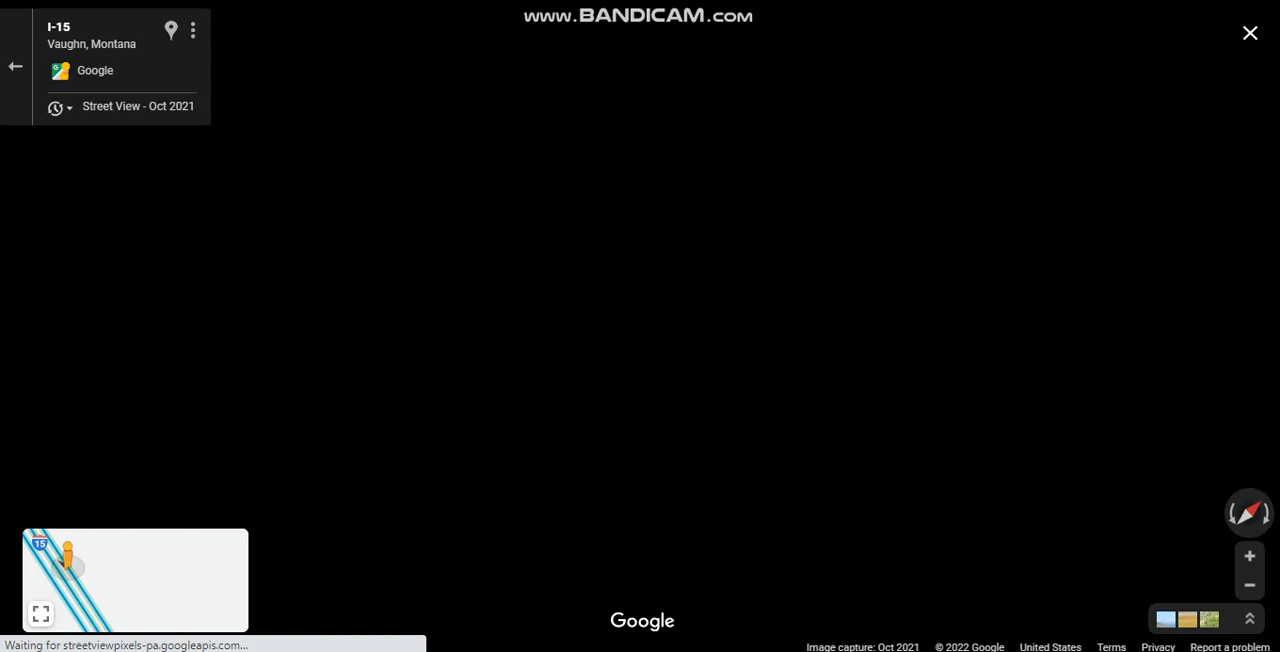 www.BANDICAM.com
I-15
Vaughn, Montana
Google
Street View - Oct 2021
15
Google
Waiting for streetviewpixels-pa.googleapis.com...
Image capture: Oct 2021 © 2022 Google United States Terms Privacy Report a problem